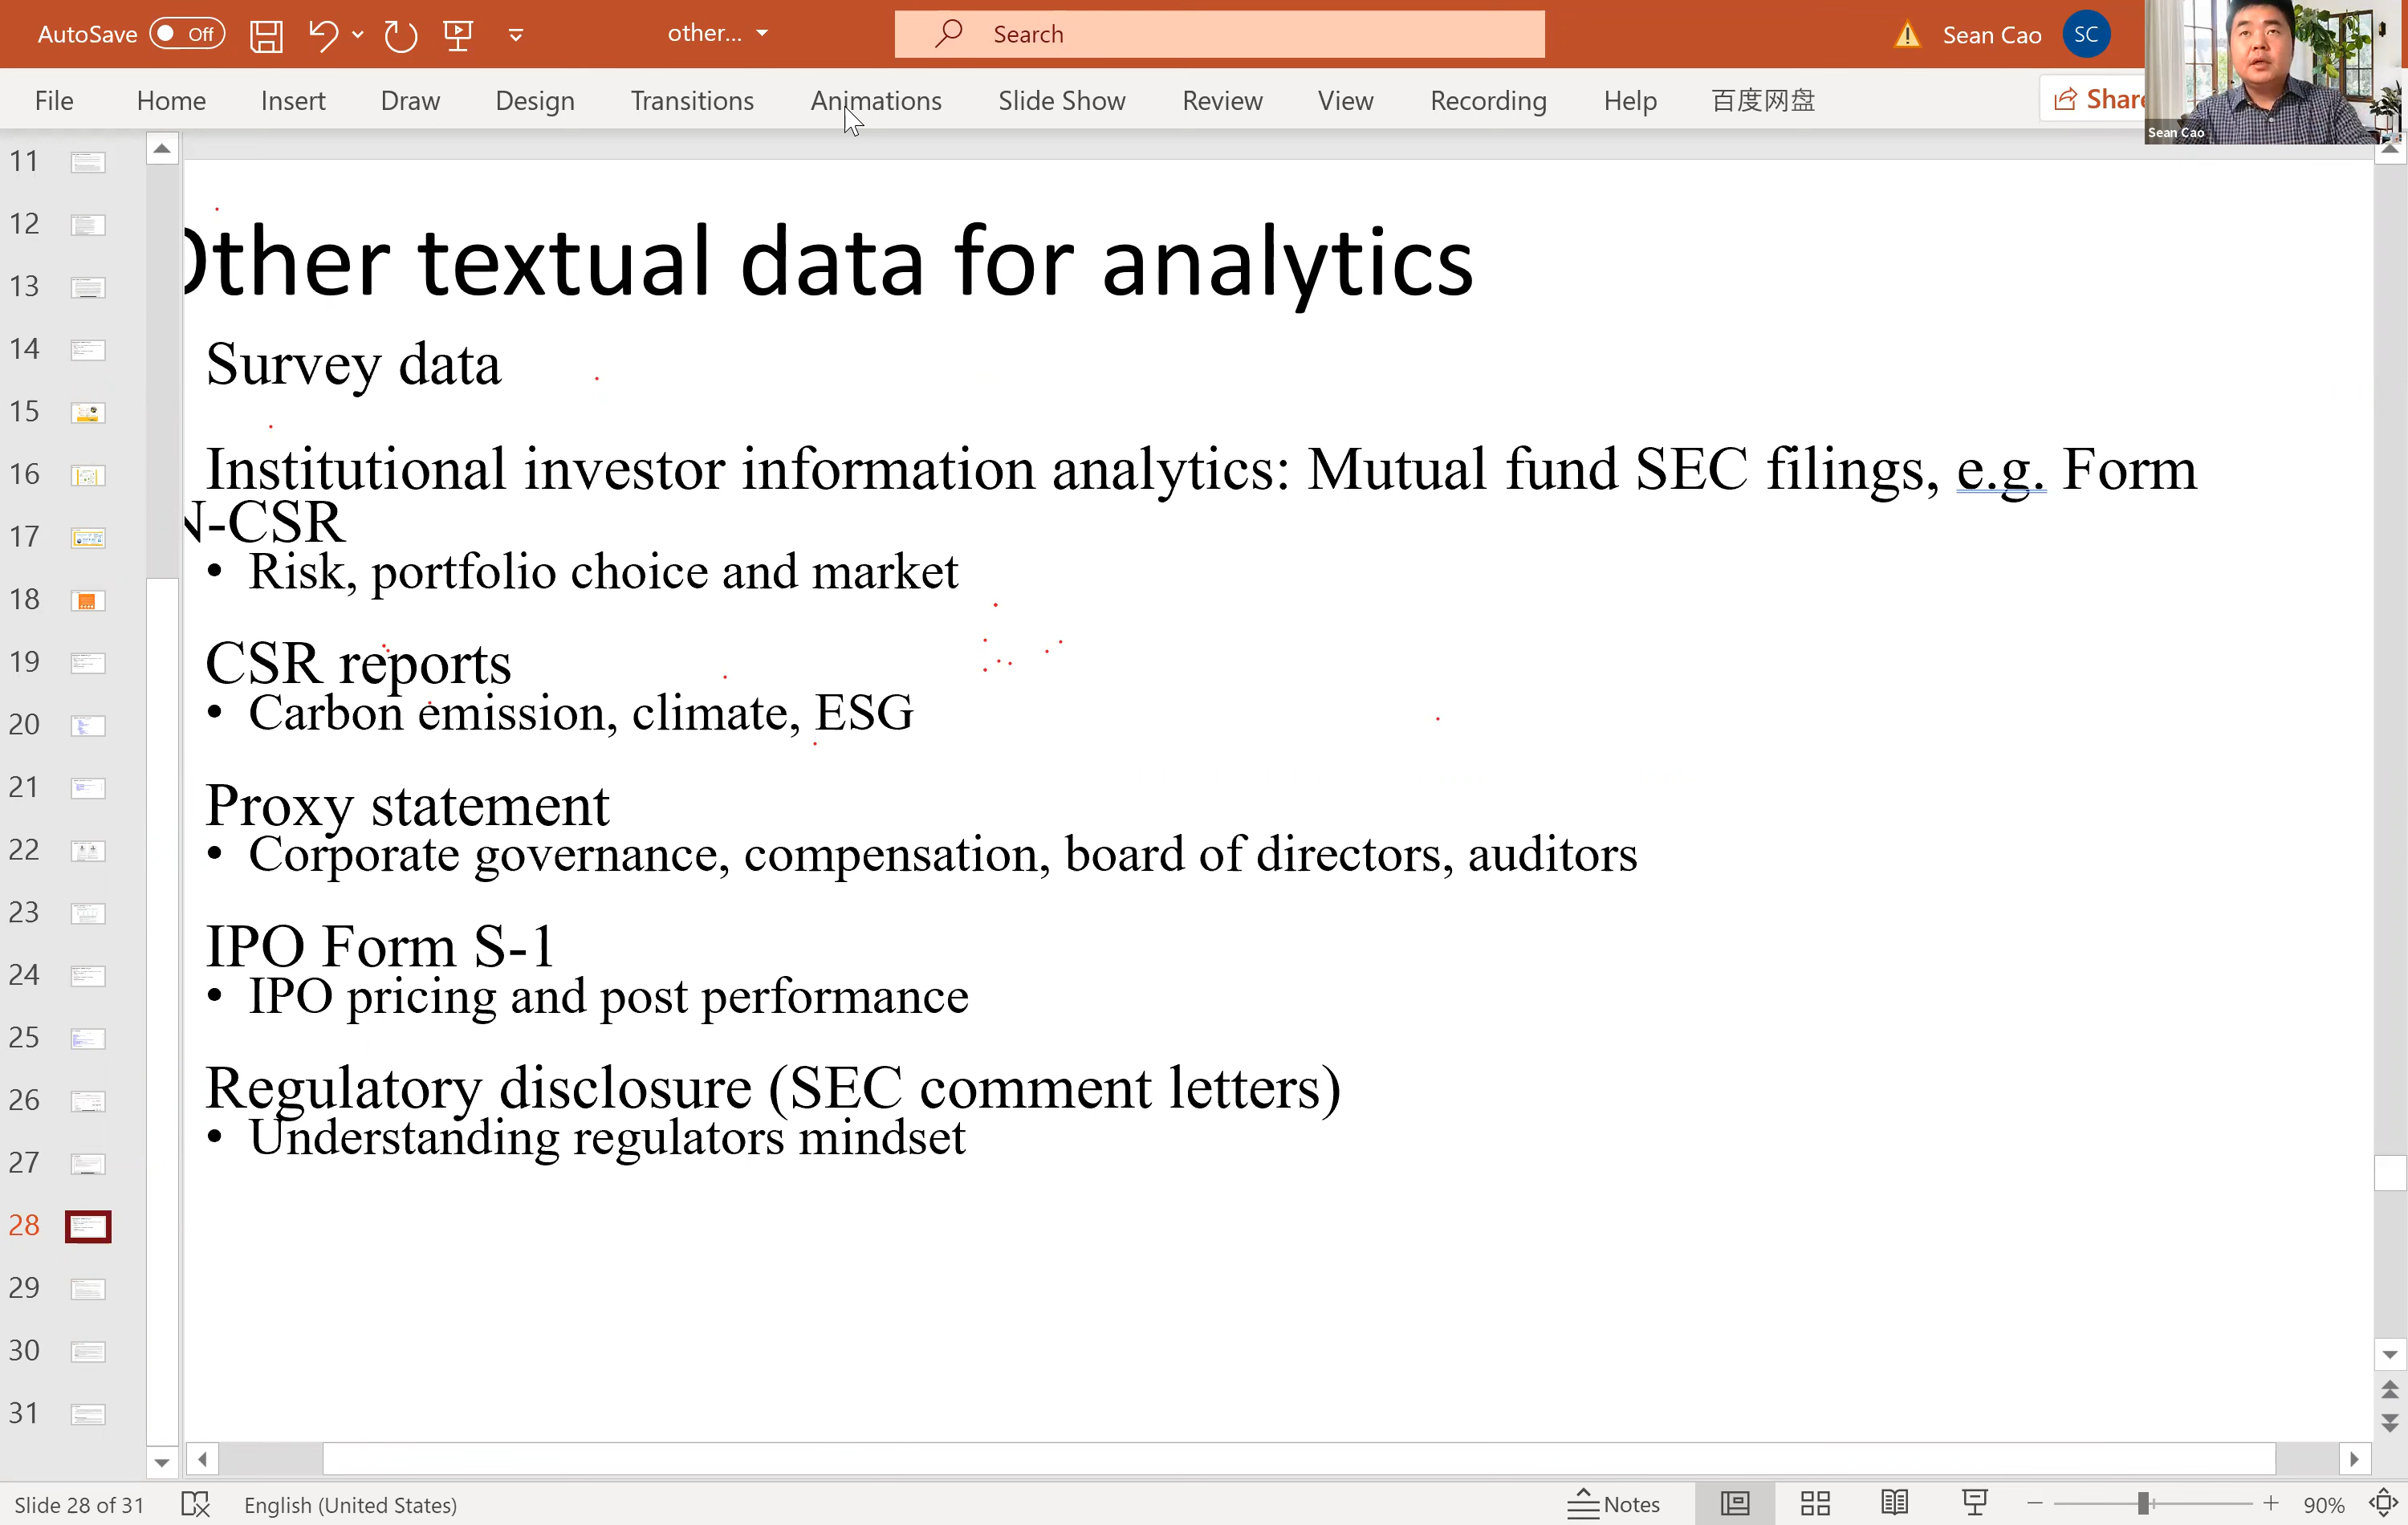 AutoSave Off other... Search Sean Cao SC
File Home Insert Draw Design Transitions Animations Slide Show Review View Recording Help 百度网盘 Share
Sean Cao
11
12
13
14
15
16
17
18
19
20
21
22
23
24
25
26
27
28
29
30
31
Other textual data for analytics
Survey data
Institutional investor information analytics: Mutual fund SEC filings, e.g. Form
N-CSR
• Risk, portfolio choice and market
CSR reports
• Carbon emission, climate, ESG
Proxy statement
• Corporate governance, compensation, board of directors, auditors
IPO Form S-1
• IPO pricing and post performance
Regulatory disclosure (SEC comment letters)
• Understanding regulators mindset
Slide 28 of 31 English (United States) Notes 90%